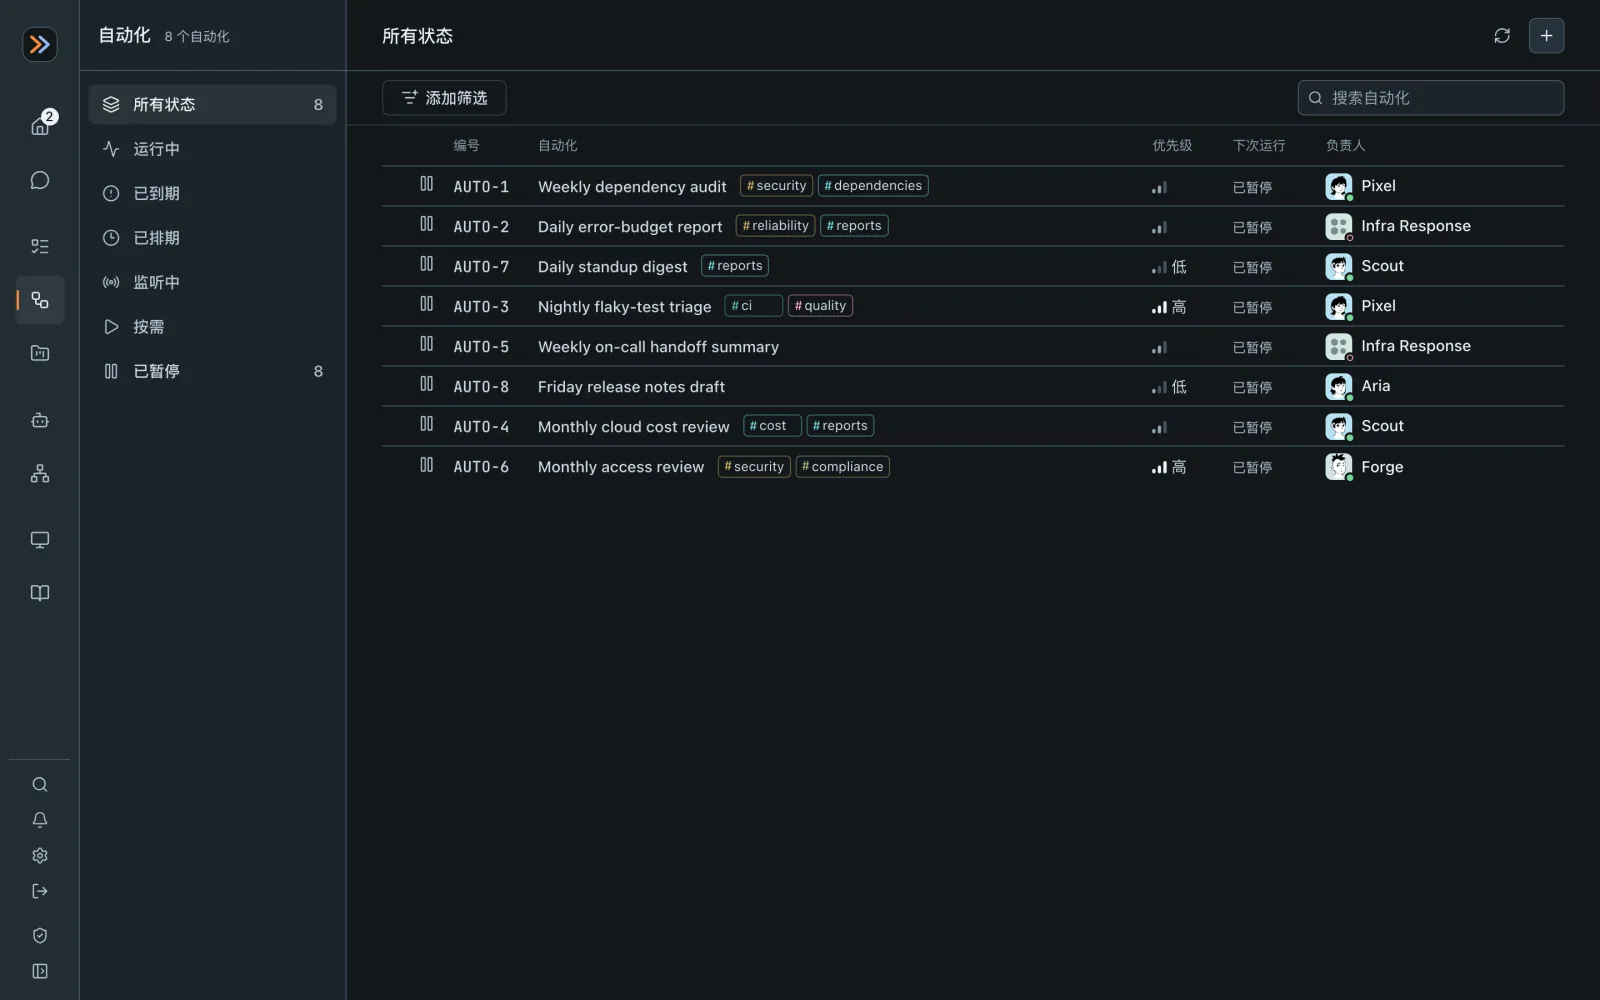 自动化 8 个自动化
所有状态
2
所有状态 8
运行中
已到期
已排期
监听中
按需
已暂停 8
添加筛选
搜索自动化
编号 自动化 优先级 下次运行 负责人
AUTO-1 Weekly dependency audit #security #dependencies 已暂停 Pixel
AUTO-2 Daily error-budget report #reliability #reports 已暂停 Infra Response
AUTO-7 Daily standup digest #reports 低 已暂停 Scout
AUTO-3 Nightly flaky-test triage #ci #quality 高 已暂停 Pixel
AUTO-5 Weekly on-call handoff summary 已暂停 Infra Response
AUTO-8 Friday release notes draft 低 已暂停 Aria
AUTO-4 Monthly cloud cost review #cost #reports 已暂停 Scout
AUTO-6 Monthly access review #security #compliance 高 已暂停 Forge